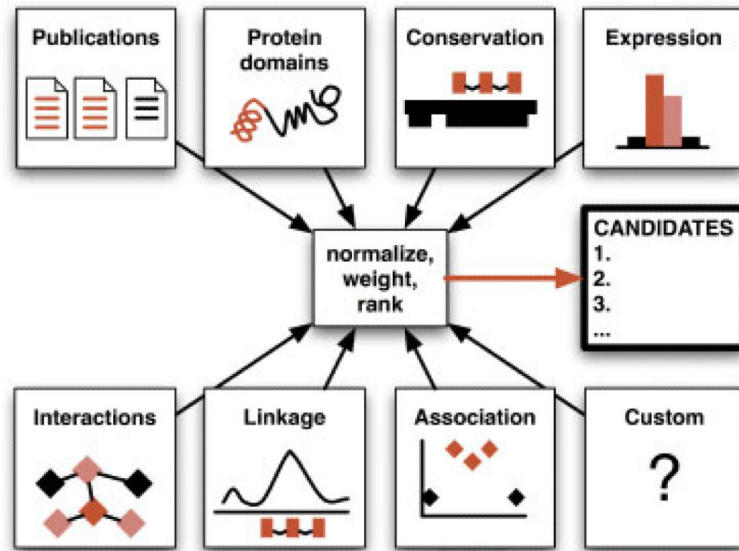 Publications
Protein
domains
Conservation
Expression
normalize,
weight,
rank
CANDIDATES
1.
2.
3.
...
Interactions
Linkage
Association
Custom
?